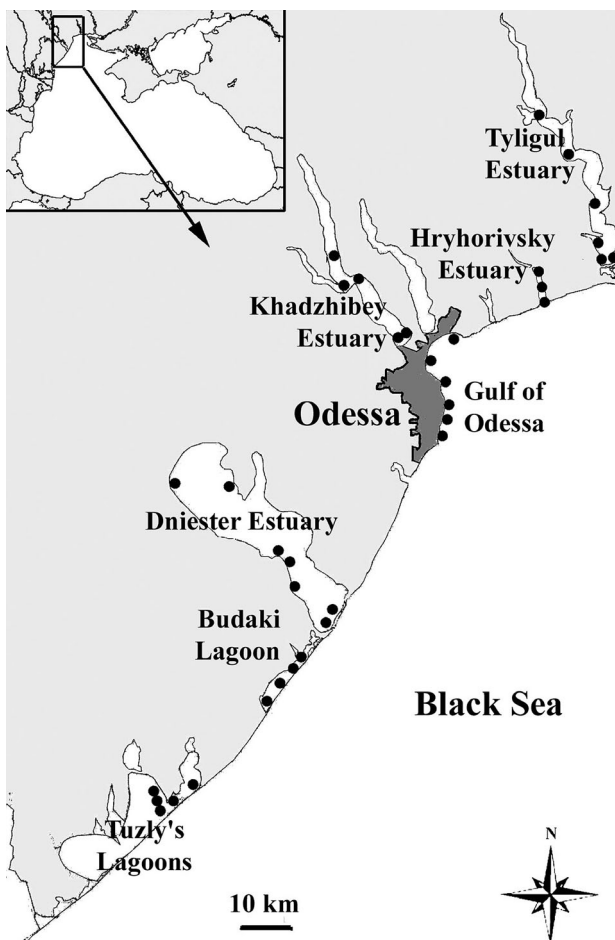 Tyligul
Estuary
Hryhorivsky
Estuary
Khadzhibey
Estuary
Gulf of
Odessa
Odessa
Dniester Estuary
Budaki
Lagoon
Black Sea
Tuzly's
Lagoons
10 km
N